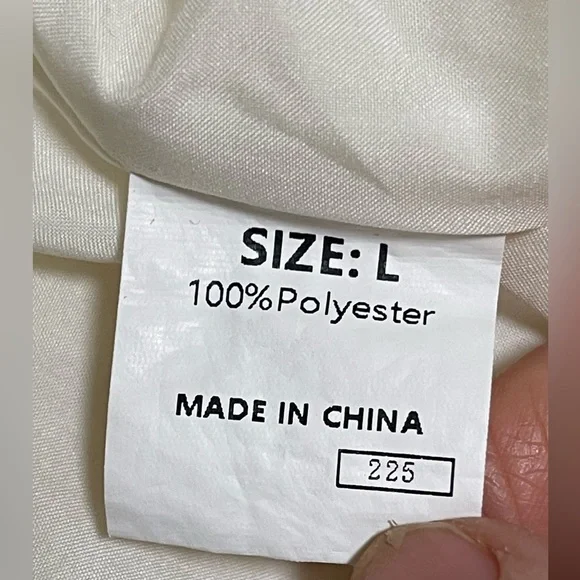 SIZE: L
100%Polyester
MADE IN CHINA
225